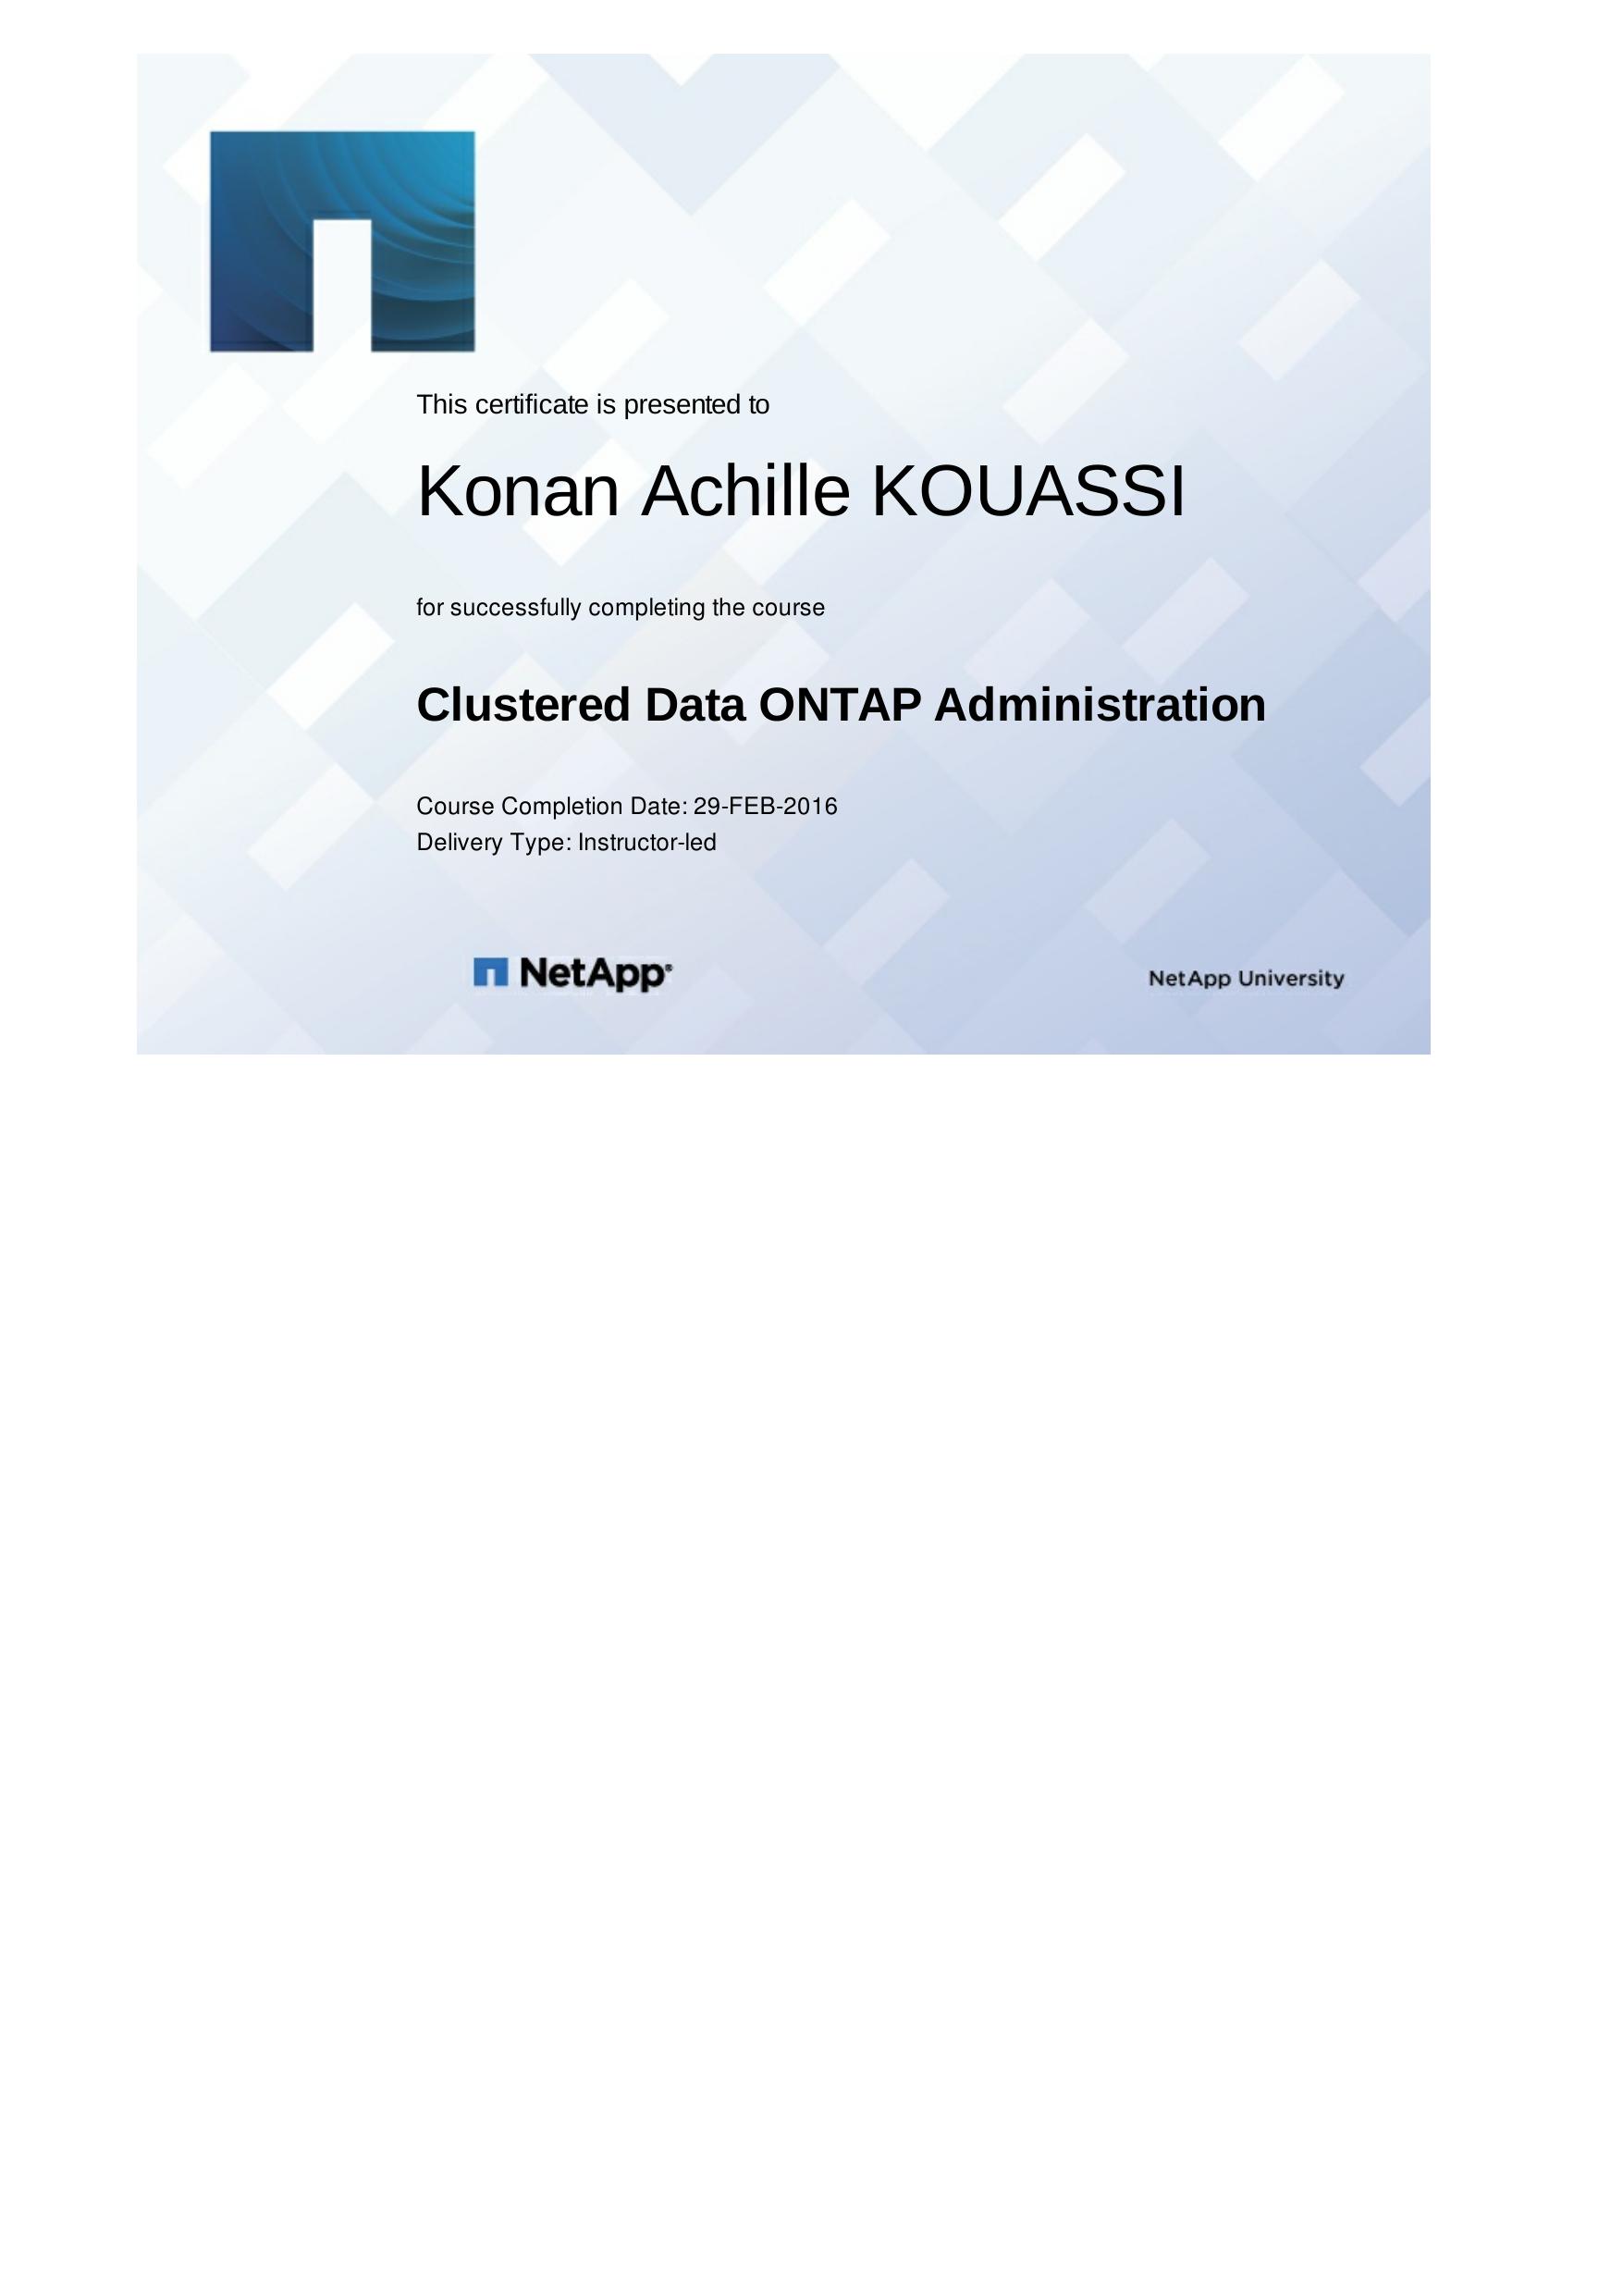 This certificate is presented to
Konan Achille KOUASSI
for successfully completing the course
Clustered Data ONTAP Administration
Course Completion Date: 29-FEB-2016
Delivery Type: Instructor-led
NetApp®
NetApp University